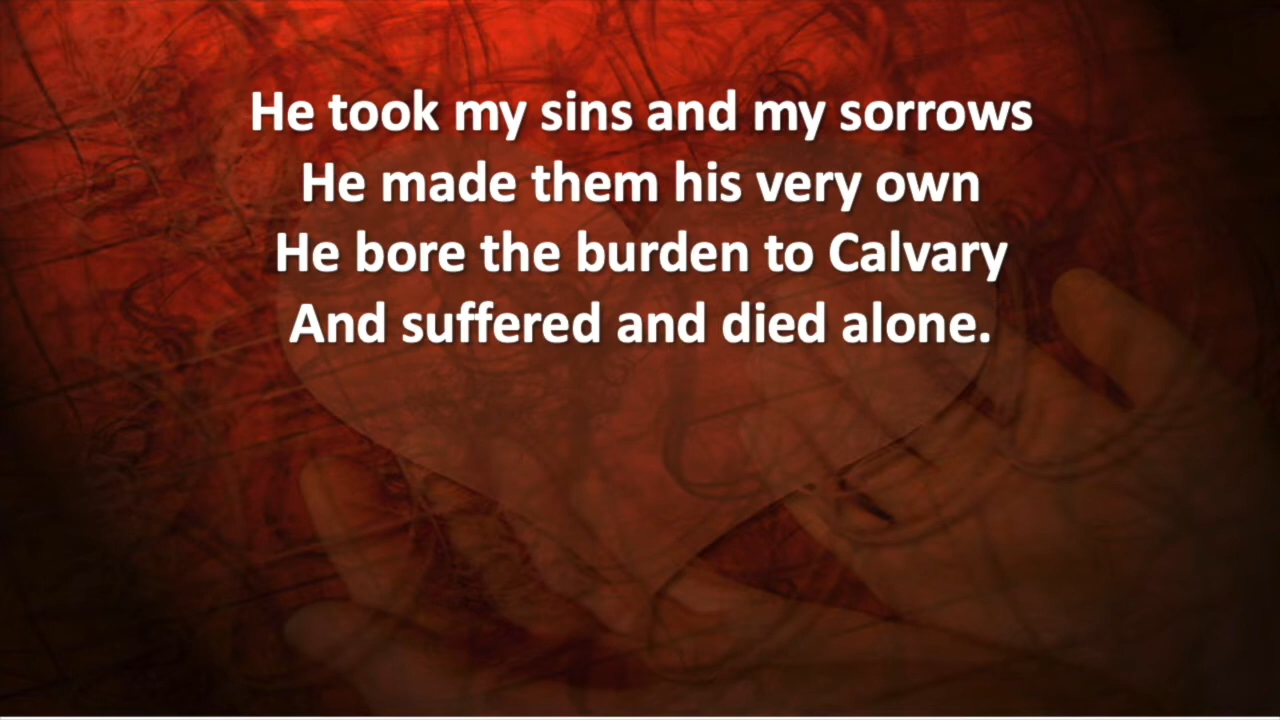 He took my sins and my sorrows
He made them his very own
He bore the burden to Calvary
And suffered and died alone.